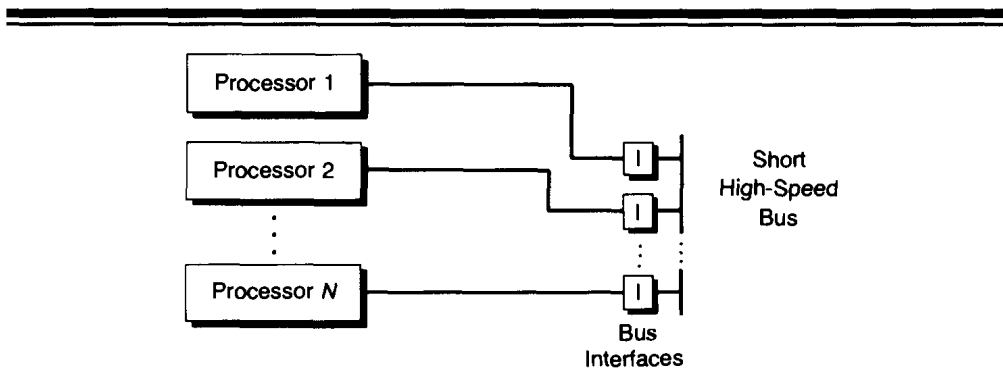 Processor 1
Processor 2
Processor N
I
I
I
Short
High-Speed
Bus
Bus
Interfaces